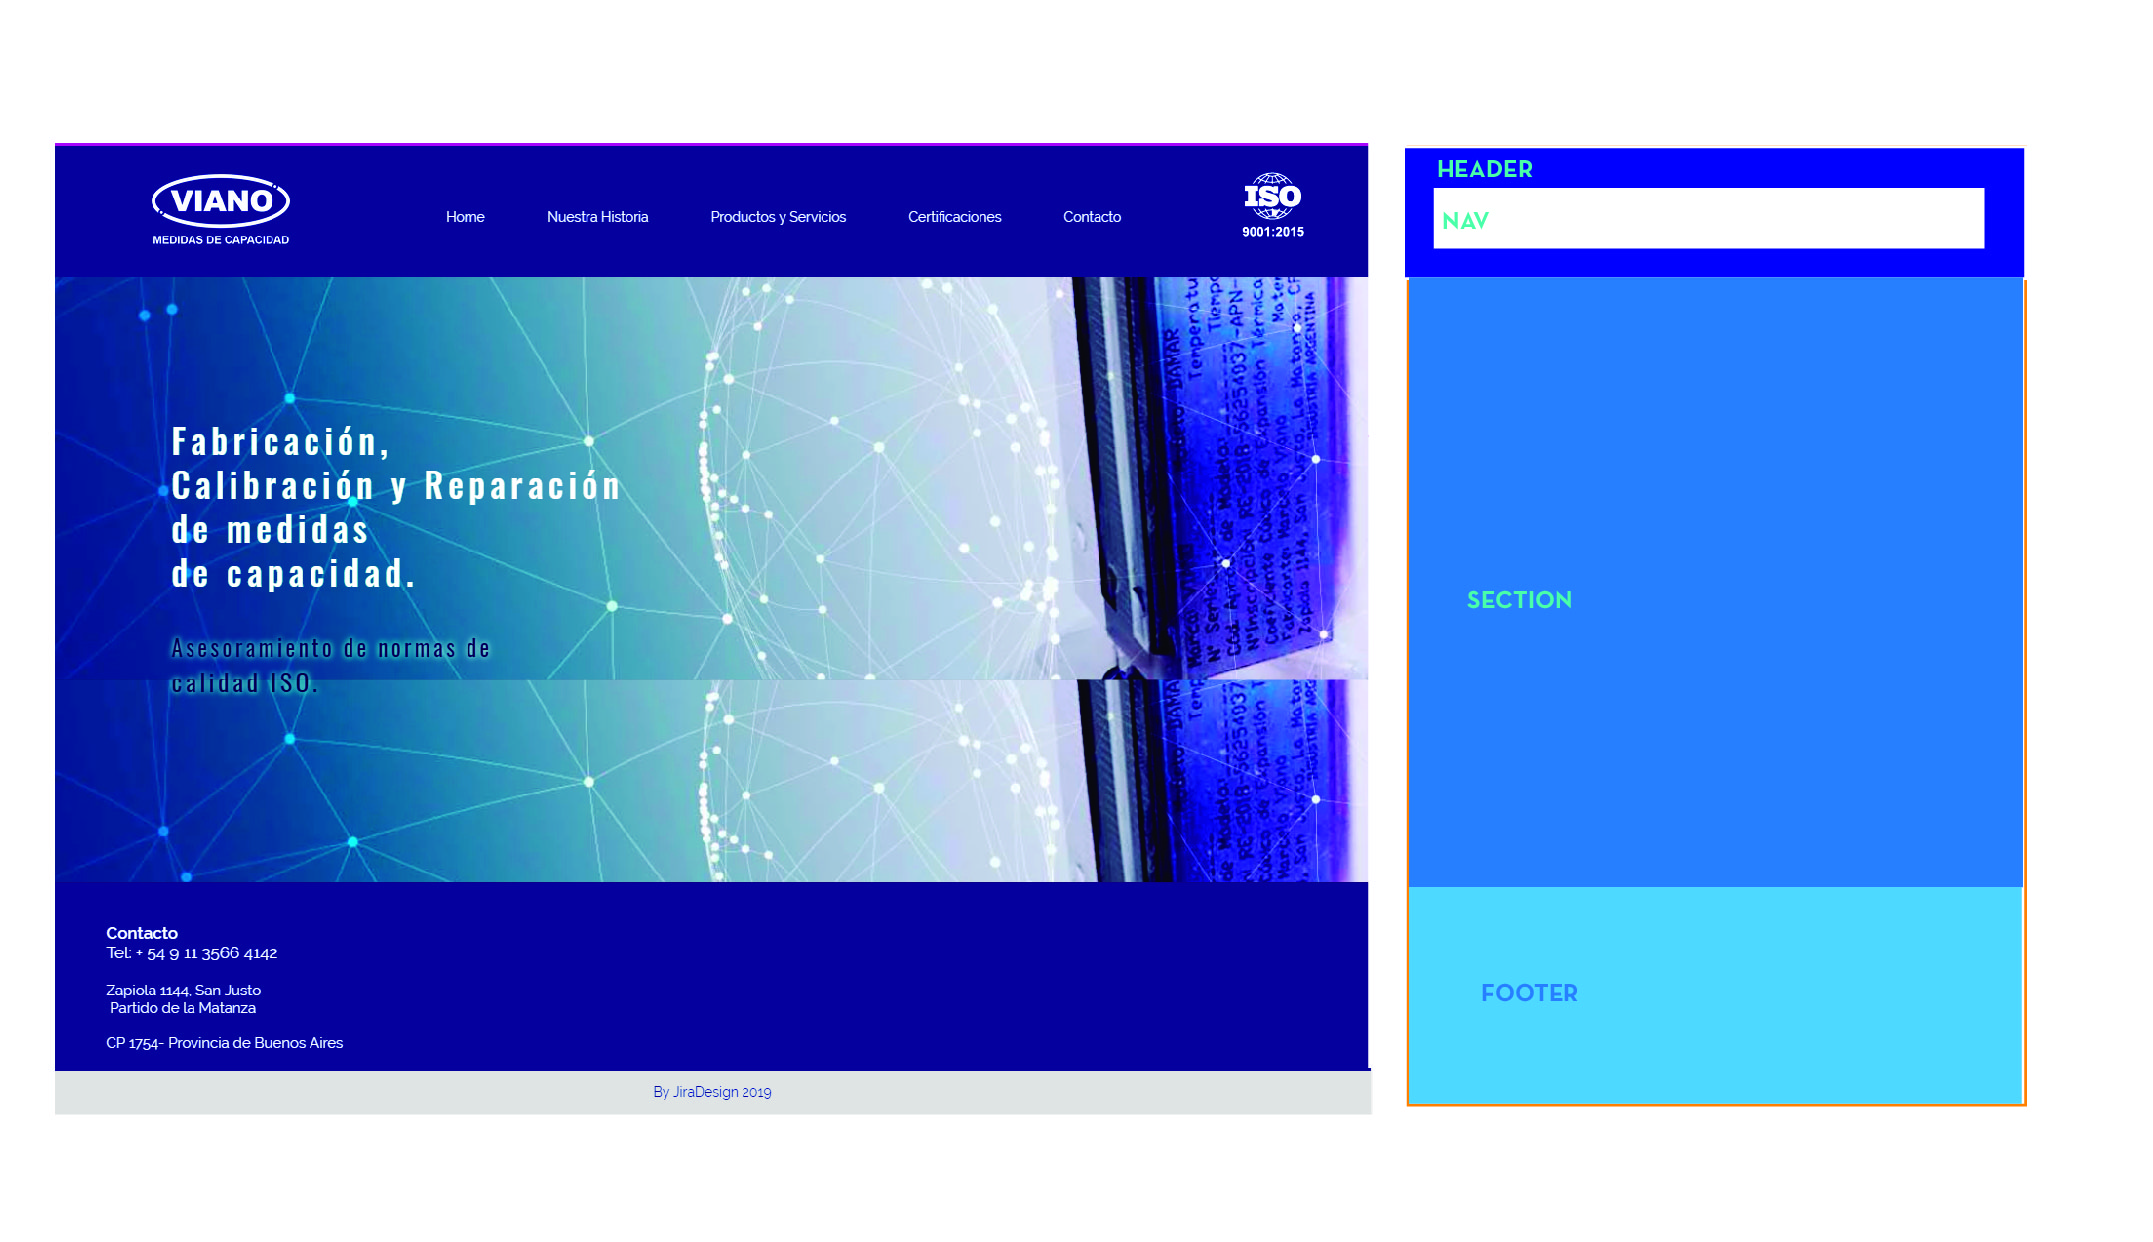 VIANO
MEDIDAS DE CAPACIDAD
Home
Nuestra Historia
Productos y Servicios
Certificaciones
Contacto
ISO
9001:2015
Fabricación,
Calibración y Reparación
de medidas
de capacidad.
Asesoramiento de normas de
calidad ISO.
Contacto
Tel: + 54 9 11 3566 4142
Zapiola 1144, San Justo
Partido de la Matanza
CP 1754- Provincia de Buenos Aires
By JiraDesign 2019
HEADER
NAV
SECTION
FOOTER